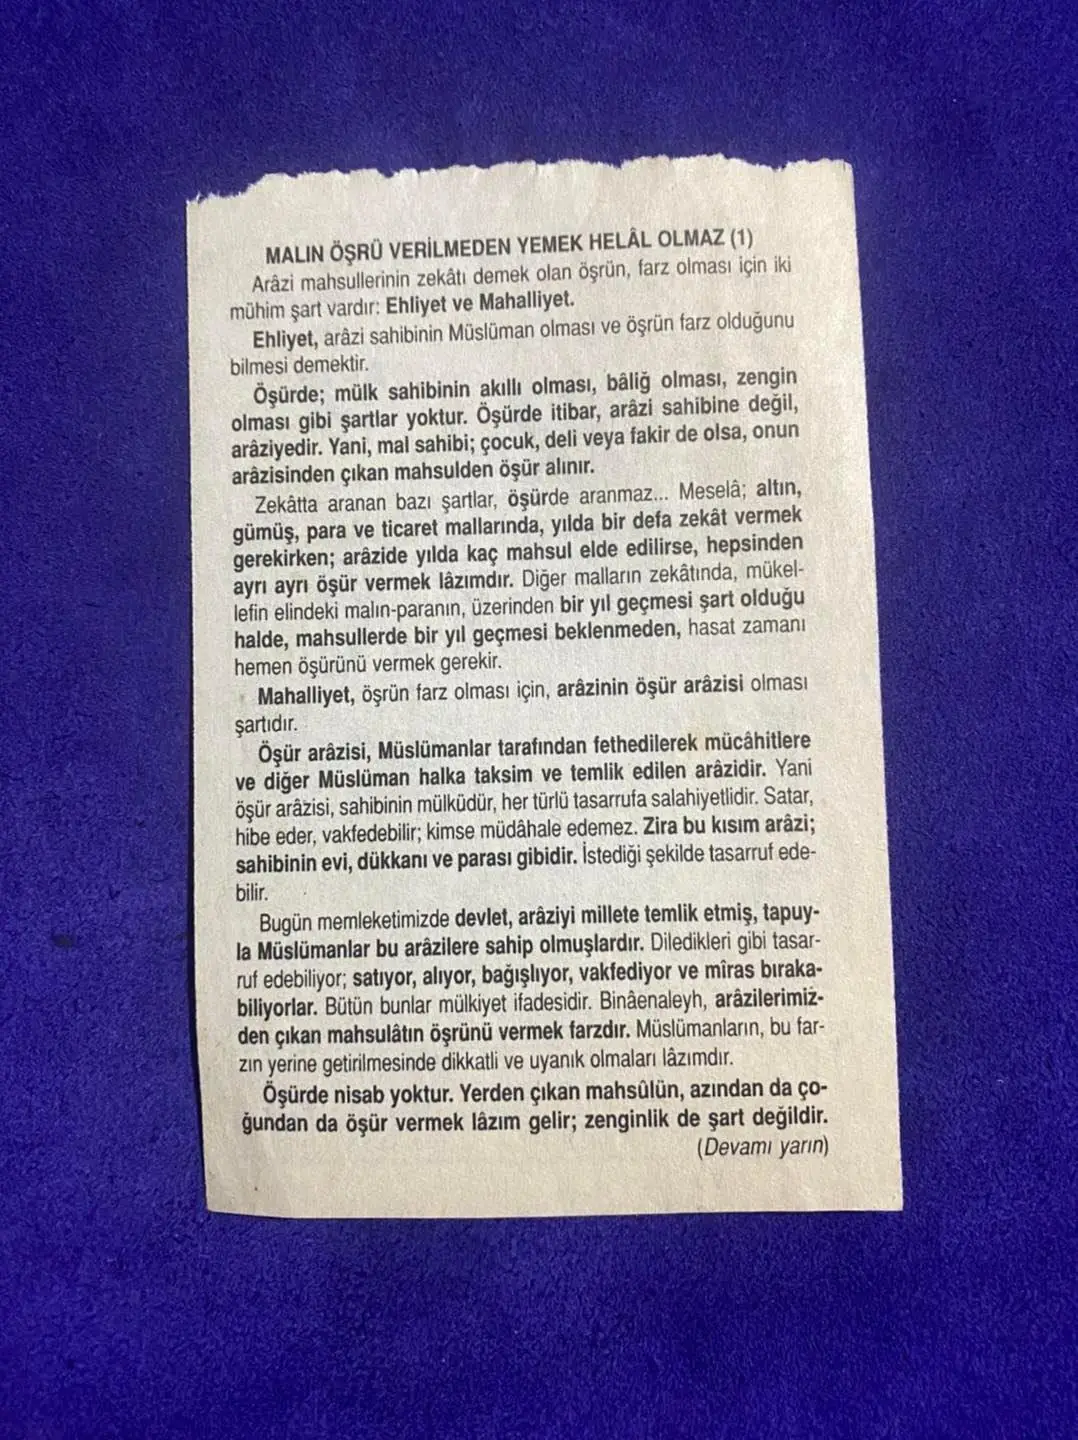 MALIN ÖŞRÜ VERİLMEDEN YEMEK HELÂL OLMAZ (1)
Arâzi mahsullerinin zekâtı demek olan öşrün, farz olması için iki
mühim şart vardır: Ehliyet ve Mahalliyet.
Ehliyet, arâzi sahibinin Müslüman olması ve öşrün farz olduğunu
bilmesi demektir.
Öşürde; mülk sahibinin akıllı olması, bâliğ olması, zengin
olması gibi şartlar yoktur. Öşürde itibar, arâzi sahibine değil,
arâziyedir. Yani, mal sahibi; çocuk, deli veya fakir de olsa, onun
arâzisinden çıkan mahsulden öşür alınır.
Zekâtta aranan bazı şartlar, öşürde aranmaz... Meselâ; altın,
gümüş, para ve ticaret mallarında, yılda bir defa zekât vermek
gerekirken; arâzide yılda kaç mahsul elde edilirse, hepsinden
ayrı ayrı öşür vermek lâzımdır. Diğer malların zekâtında, mükel-
lefin elindeki malın-paranın, üzerinden bir yıl geçmesi şart olduğu
halde, mahsullerde bir yıl geçmesi beklenmeden, hasat zamanı
hemen öşürünü vermek gerekir.
Mahalliyet, öşrün farz olması için, arâzinin öşür arâzisi olması
şartıdır.
Öşür arâzisi, Müslümanlar tarafından fethedilerek mücâhitlere
ve diğer Müslüman halka taksim ve temlik edilen arâzidir. Yani
öşür arâzisi, sahibinin mülküdür, her türlü tasarrufa salahiyetlidir. Satar,
hibe eder, vakfedebilir; kimse müdâhale edemez. Zira bu kısım arâzi;
sahibinin evi, dükkanı ve parası gibidir. İstediği şekilde tasarruf ede-
bilir.
Bugün memleketimizde devlet, arâziyi millete temlik etmiş, tapuy-
la Müslümanlar bu arâzilere sahip olmuşlardır. Diledikleri gibi tasar-
ruf edebiliyor; satıyor, alıyor, bağışlıyor, vakfediyor ve mîras bıraka-
biliyorlar. Bütün bunlar mülkiyet ifadesidir. Binâenaleyh, arâzilerimiz-
den çıkan mahsulâtın öşrünü vermek farzdır. Müslümanların, bu far-
zın yerine getirilmesinde dikkatli ve uyanık olmaları lâzımdır.
Öşürde nisab yoktur. Yerden çıkan mahsûlün, azından da ço-
ğundan da öşür vermek lâzım gelir; zenginlik de şart değildir.
(Devamı yarın)